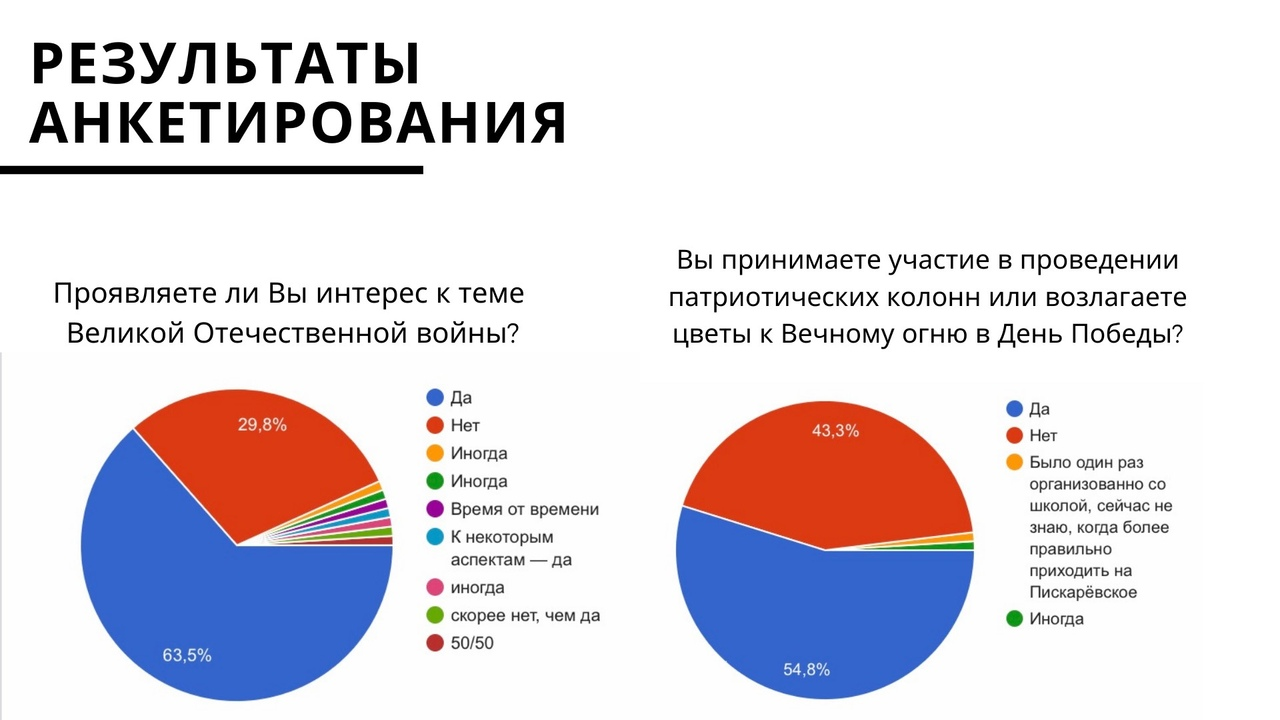 РЕЗУЛЬТАТЫ
АНКЕТИРОВАНИЯ
Проявляете ли Вы интерес к теме
Великой Отечественной войны?
29,8%
63,5%
Да
Нет
Иногда
Иногда
Время от времени
К некоторым
аспектам — да
иногда
скорее нет, чем да
50/50
Вы принимаете участие в проведении
патриотических колонн или возлагаете
цветы к Вечному огню в День Победы?
43,3%
54,8%
Да
Нет
Было один раз
организованно со
школой, сейчас не
знаю, когда более
правильно
приходить на
Пискарёвское
Иногда